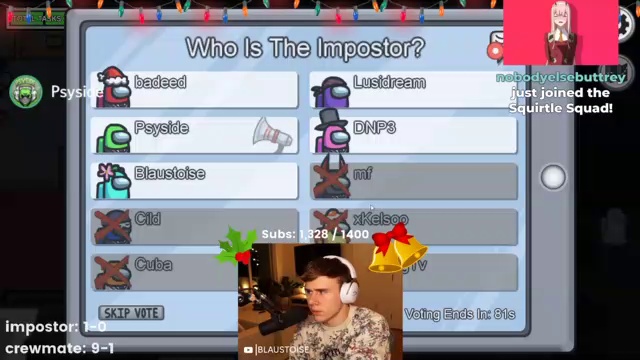 TOTAL TASKS
Who Is The Impostor?
badeed
Lusidream
nobodyelsebuttrey
just joined the
Squirtle Squad!
Psyside
Psyside
DNP3
Blaustoise
mf
Cild
xKelsoo
Subs: 1,328 / 1400
Cuba
SKIP VOTE
Voting Ends In: 81s
impostor: 1-0
crewmate: 9-1
BLAUSTOISE